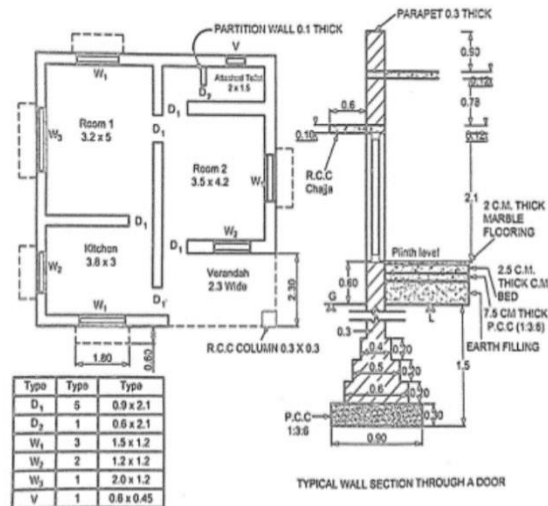 PARAPET 0.3 THICK
PARTITION WALL 0.1 THICK
V
W₁
D₂
Attached Toilet
2 x 1.5
D₁
D₁
Room 1
3.2 x 5
W₃
Room 2
3.5 x 4.2
W₁
D₁
Kitchen
3.8 x 3
W₂
D₁
W₂
Verandah
2.3 Wide
D₁
W₁
2.30
1.80
0.60
R.C.C COLUMN 0.3 X 0.3
0.93
0.12
0.78
0.6
0.10
0.12
R.C.C
Chajja
2.1
2 C.M. THICK
MARBLE
FLOORING
Plinth level
2.5 C.M.
THICK C.M
BED
0.60
G
L
7.5 CM THICK
P.C.C (1:3:6)
EARTH FILLING
0.3
0.4
0.20
0.5
0.20
0.6
0.20
1.5
P.C.C
1:3:6
0.30
0.90
TYPICAL WALL SECTION THROUGH A DOOR
Type Type Type
D₁ 5 0.9 x 2.1
D₂ 1 0.6 x 2.1
W₁ 3 1.5 x 1.2
W₂ 2 1.2 x 1.2
W₃ 1 2.0 x 1.2
V 1 0.6 x 0.45